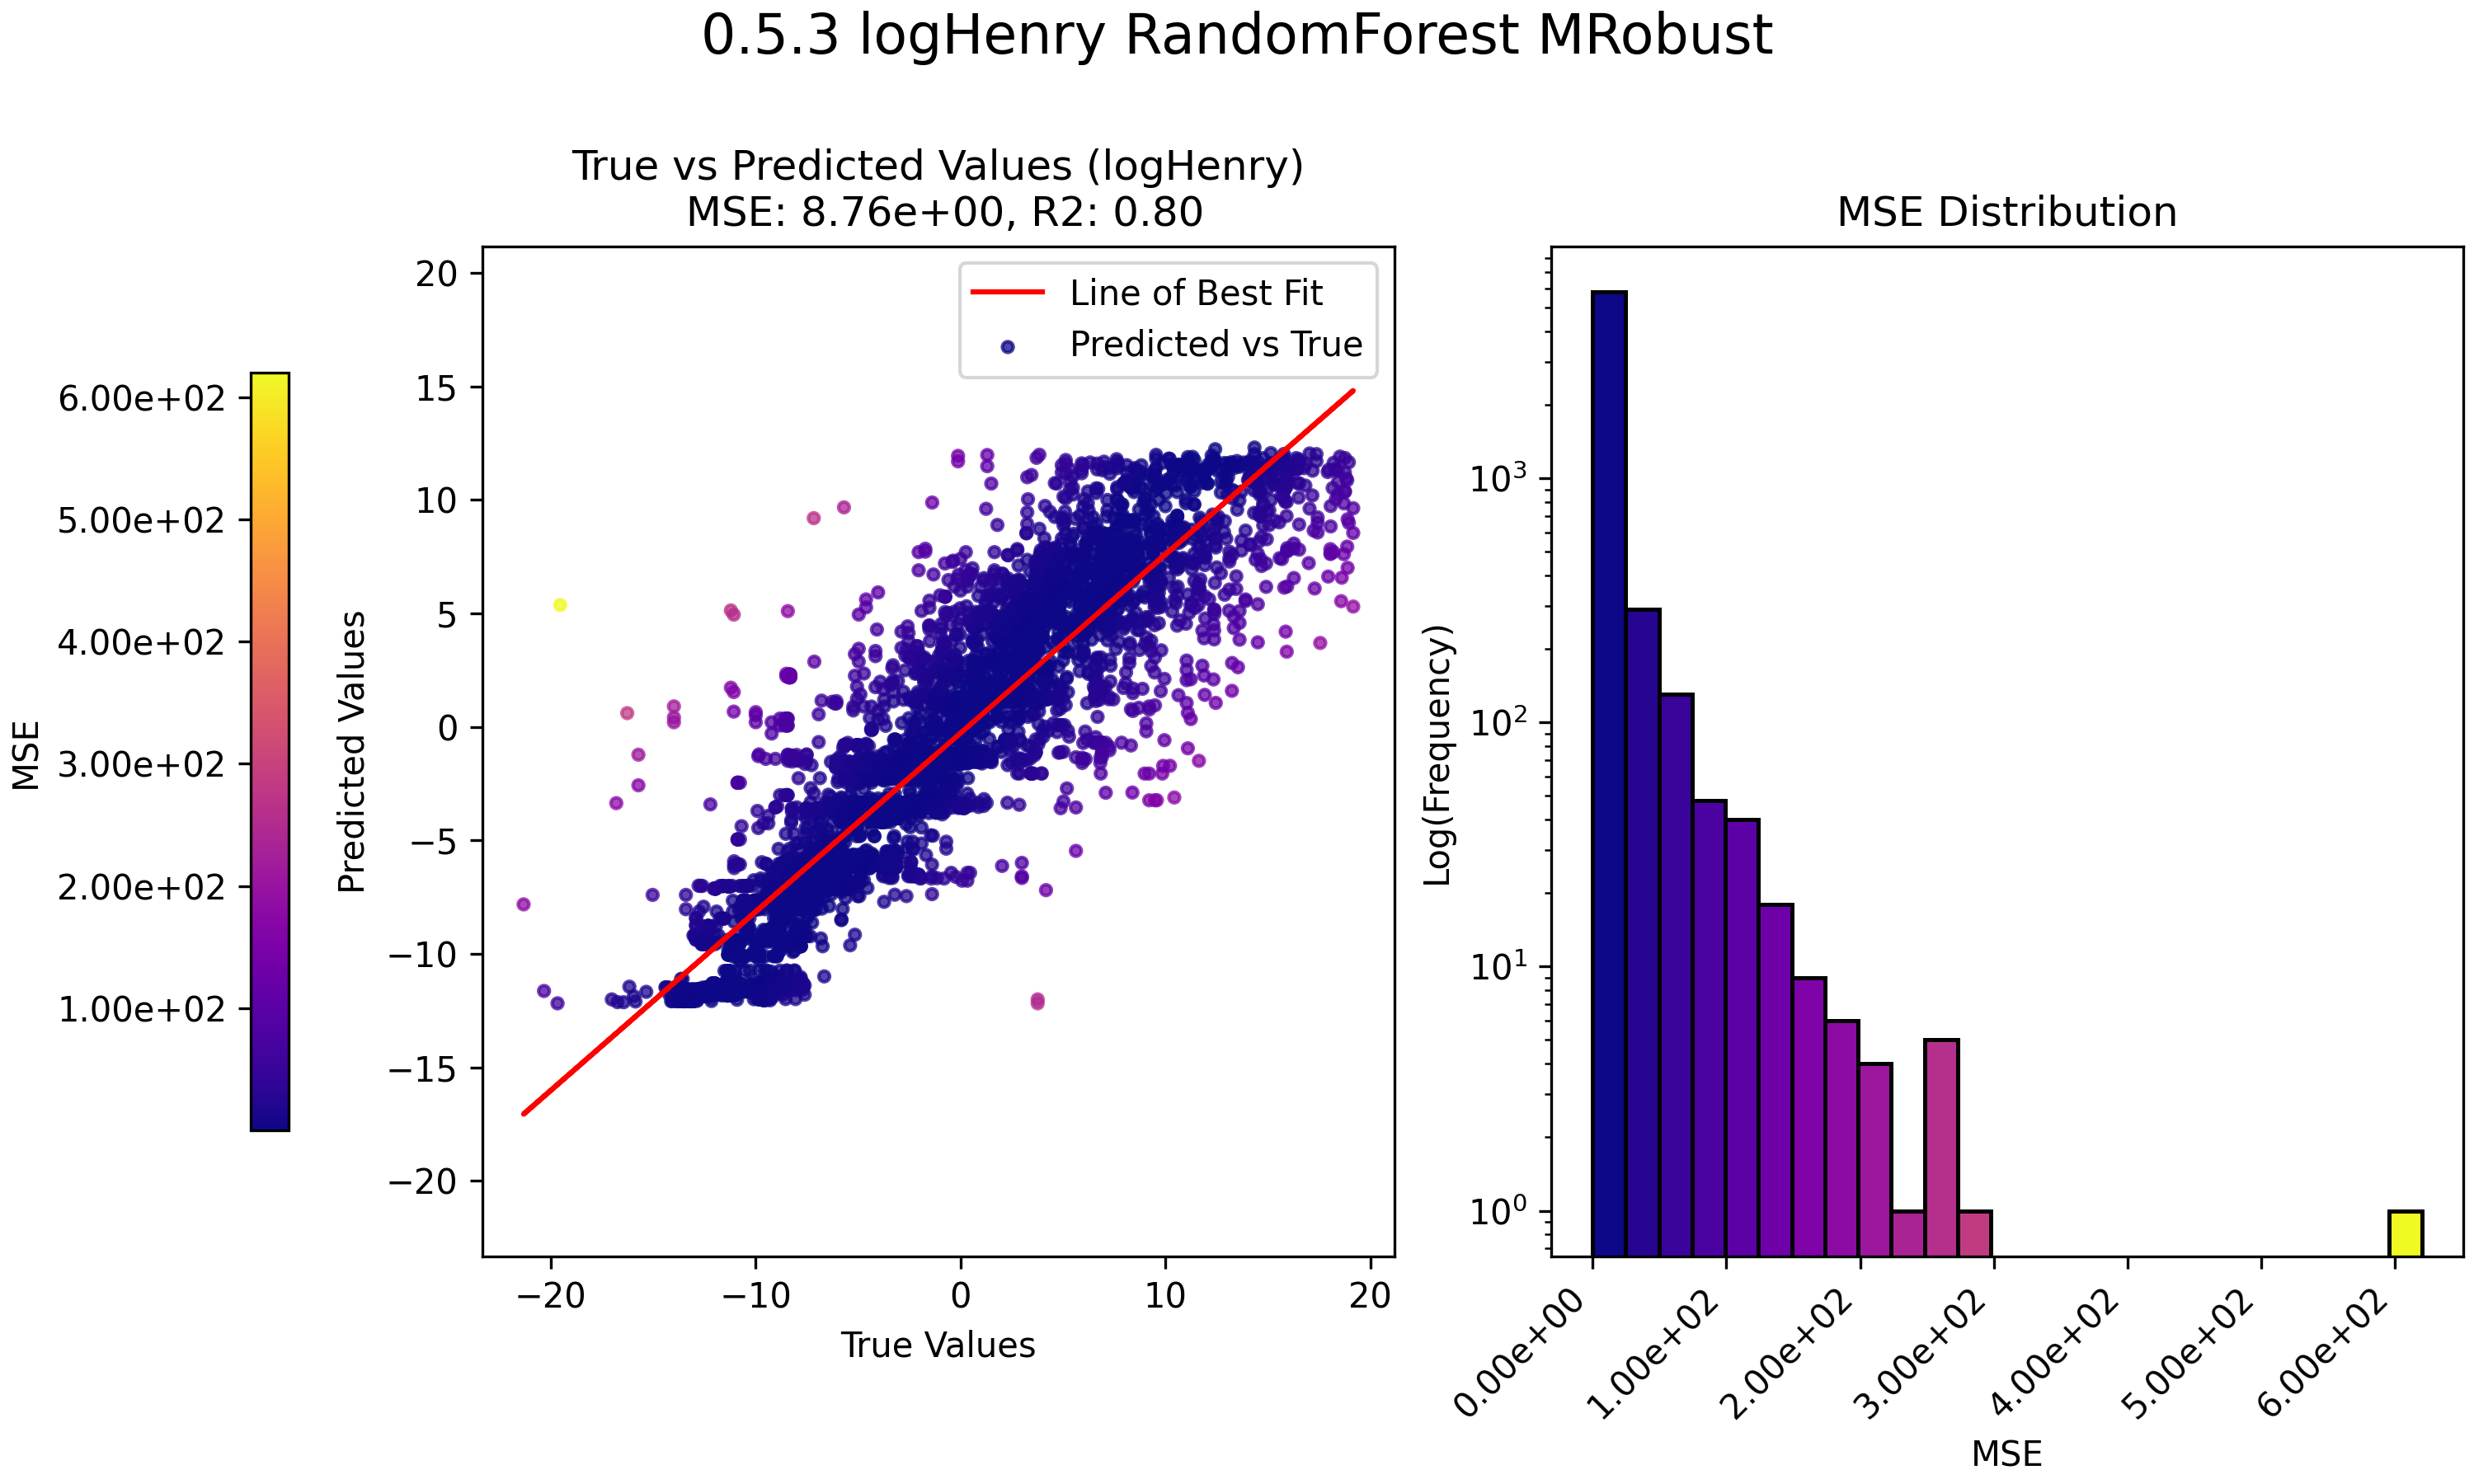 0.5.3 logHenry RandomForest MRobust
True vs Predicted Values (logHenry)
MSE: 8.76e+00, R2: 0.80
MSE Distribution
MSE
6.00e+02
5.00e+02
4.00e+02
3.00e+02
2.00e+02
1.00e+02
Predicted Values
20
15
10
5
0
−5
−10
−15
−20
Line of Best Fit
Predicted vs True
−20
−10
0
10
20
True Values
Log(Frequency)
10³
10²
10¹
10⁰
0.00e+00
1.00e+02
2.00e+02
3.00e+02
4.00e+02
5.00e+02
6.00e+02
MSE